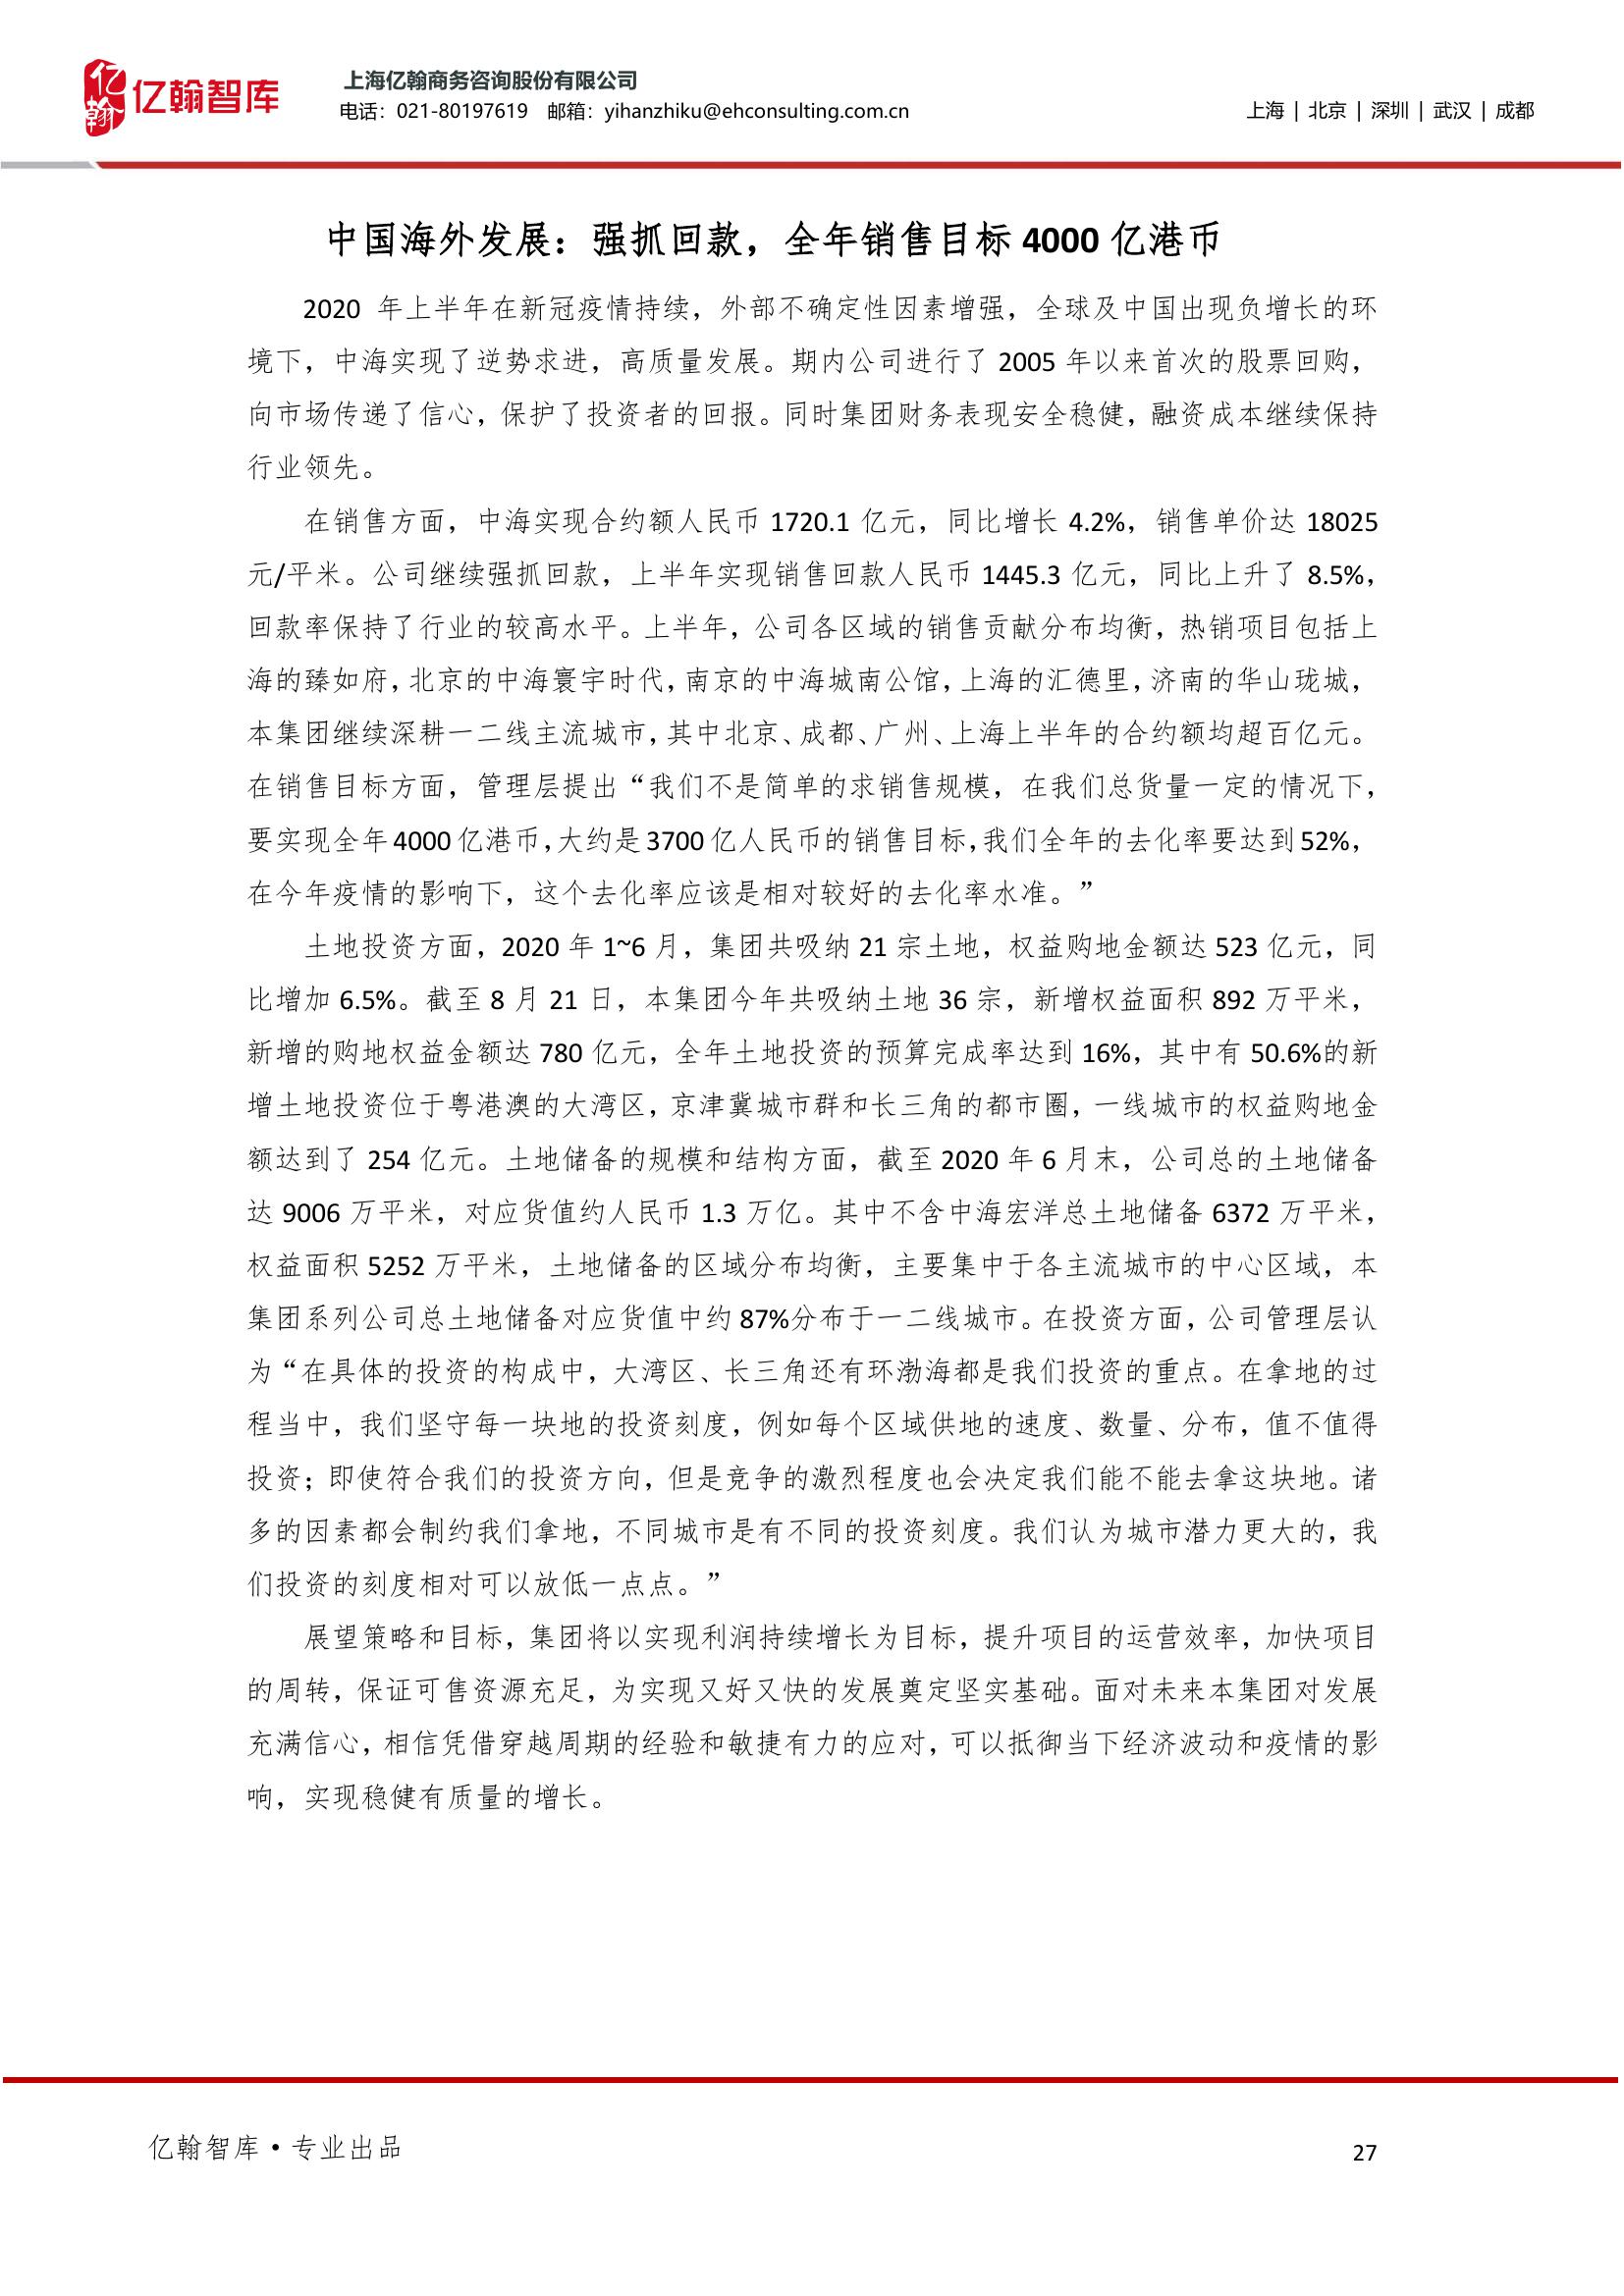 亿翰
亿翰智库
上海亿翰商务咨询股份有限公司
电话：021-80197619 邮箱：yihanzhiku@ehconsulting.com.cn
上海 | 北京 | 深圳 | 武汉 | 成都
中国海外发展：强抓回款，全年销售目标 4000 亿港币
2020 年上半年在新冠疫情持续，外部不确定性因素增强，全球及中国出现负增长的环
境下，中海实现了逆势求进，高质量发展。期内公司进行了 2005 年以来首次的股票回购，
向市场传递了信心，保护了投资者的回报。同时集团财务表现安全稳健，融资成本继续保持
行业领先。
在销售方面，中海实现合约额人民币 1720.1 亿元，同比增长 4.2%，销售单价达 18025
元/平米。公司继续强抓回款，上半年实现销售回款人民币 1445.3 亿元，同比上升了 8.5%，
回款率保持了行业的较高水平。上半年，公司各区域的销售贡献分布均衡，热销项目包括上
海的臻如府，北京的中海寰宇时代，南京的中海城南公馆，上海的汇德里，济南的华山珑城，
本集团继续深耕一二线主流城市，其中北京、成都、广州、上海上半年的合约额均超百亿元。
在销售目标方面，管理层提出“我们不是简单的求销售规模，在我们总货量一定的情况下，
要实现全年 4000 亿港币，大约是 3700 亿人民币的销售目标，我们全年的去化率要达到 52%，
在今年疫情的影响下，这个去化率应该是相对较好的去化率水准。”
土地投资方面，2020 年 1~6 月，集团共吸纳 21 宗土地，权益购地金额达 523 亿元，同
比增加 6.5%。截至 8 月 21 日，本集团今年共吸纳土地 36 宗，新增权益面积 892 万平米，
新增的购地权益金额达 780 亿元，全年土地投资的预算完成率达到 16%，其中有 50.6%的新
增土地投资位于粤港澳的大湾区，京津冀城市群和长三角的都市圈，一线城市的权益购地金
额达到了 254 亿元。土地储备的规模和结构方面，截至 2020 年 6 月末，公司总的土地储备
达 9006 万平米，对应货值约人民币 1.3 万亿。其中不含中海宏洋总土地储备 6372 万平米，
权益面积 5252 万平米，土地储备的区域分布均衡，主要集中于各主流城市的中心区域，本
集团系列公司总土地储备对应货值中约 87%分布于一二线城市。在投资方面，公司管理层认
为“在具体的投资的构成中，大湾区、长三角还有环渤海都是我们投资的重点。在拿地的过
程当中，我们坚守每一块地的投资刻度，例如每个区域供地的速度、数量、分布，值不值得
投资；即使符合我们的投资方向，但是竞争的激烈程度也会决定我们能不能去拿这块地。诸
多的因素都会制约我们拿地，不同城市是有不同的投资刻度。我们认为城市潜力更大的，我
们投资的刻度相对可以放低一点点。”
展望策略和目标，集团将以实现利润持续增长为目标，提升项目的运营效率，加快项目
的周转，保证可售资源充足，为实现又好又快的发展奠定坚实基础。面对未来本集团对发展
充满信心，相信凭借穿越周期的经验和敏捷有力的应对，可以抵御当下经济波动和疫情的影
响，实现稳健有质量的增长。
亿翰智库·专业出品
27